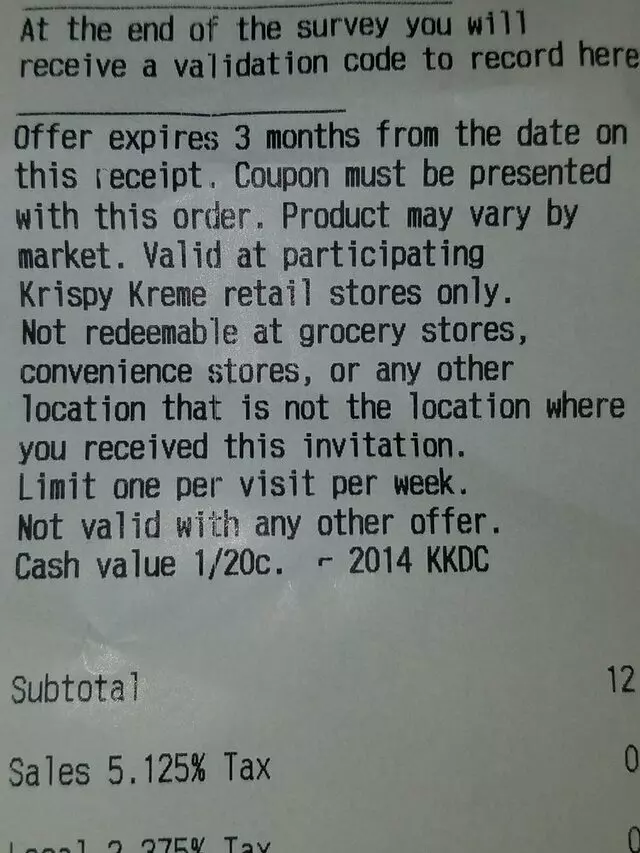 At the end of the survey you will
receive a validation code to record here
Offer expires 3 months from the date on
this receipt. Coupon must be presented
with this order. Product may vary by
market. Valid at participating
Krispy Kreme retail stores only.
Not redeemable at grocery stores,
convenience stores, or any other
location that is not the location where
you received this invitation.
Limit one per visit per week.
Not valid with any other offer.
Cash value 1/20c. ⌐ 2014 KKDC
Subtotal 12
Sales 5.125% Tax 0
Local 2.375% Tax 0